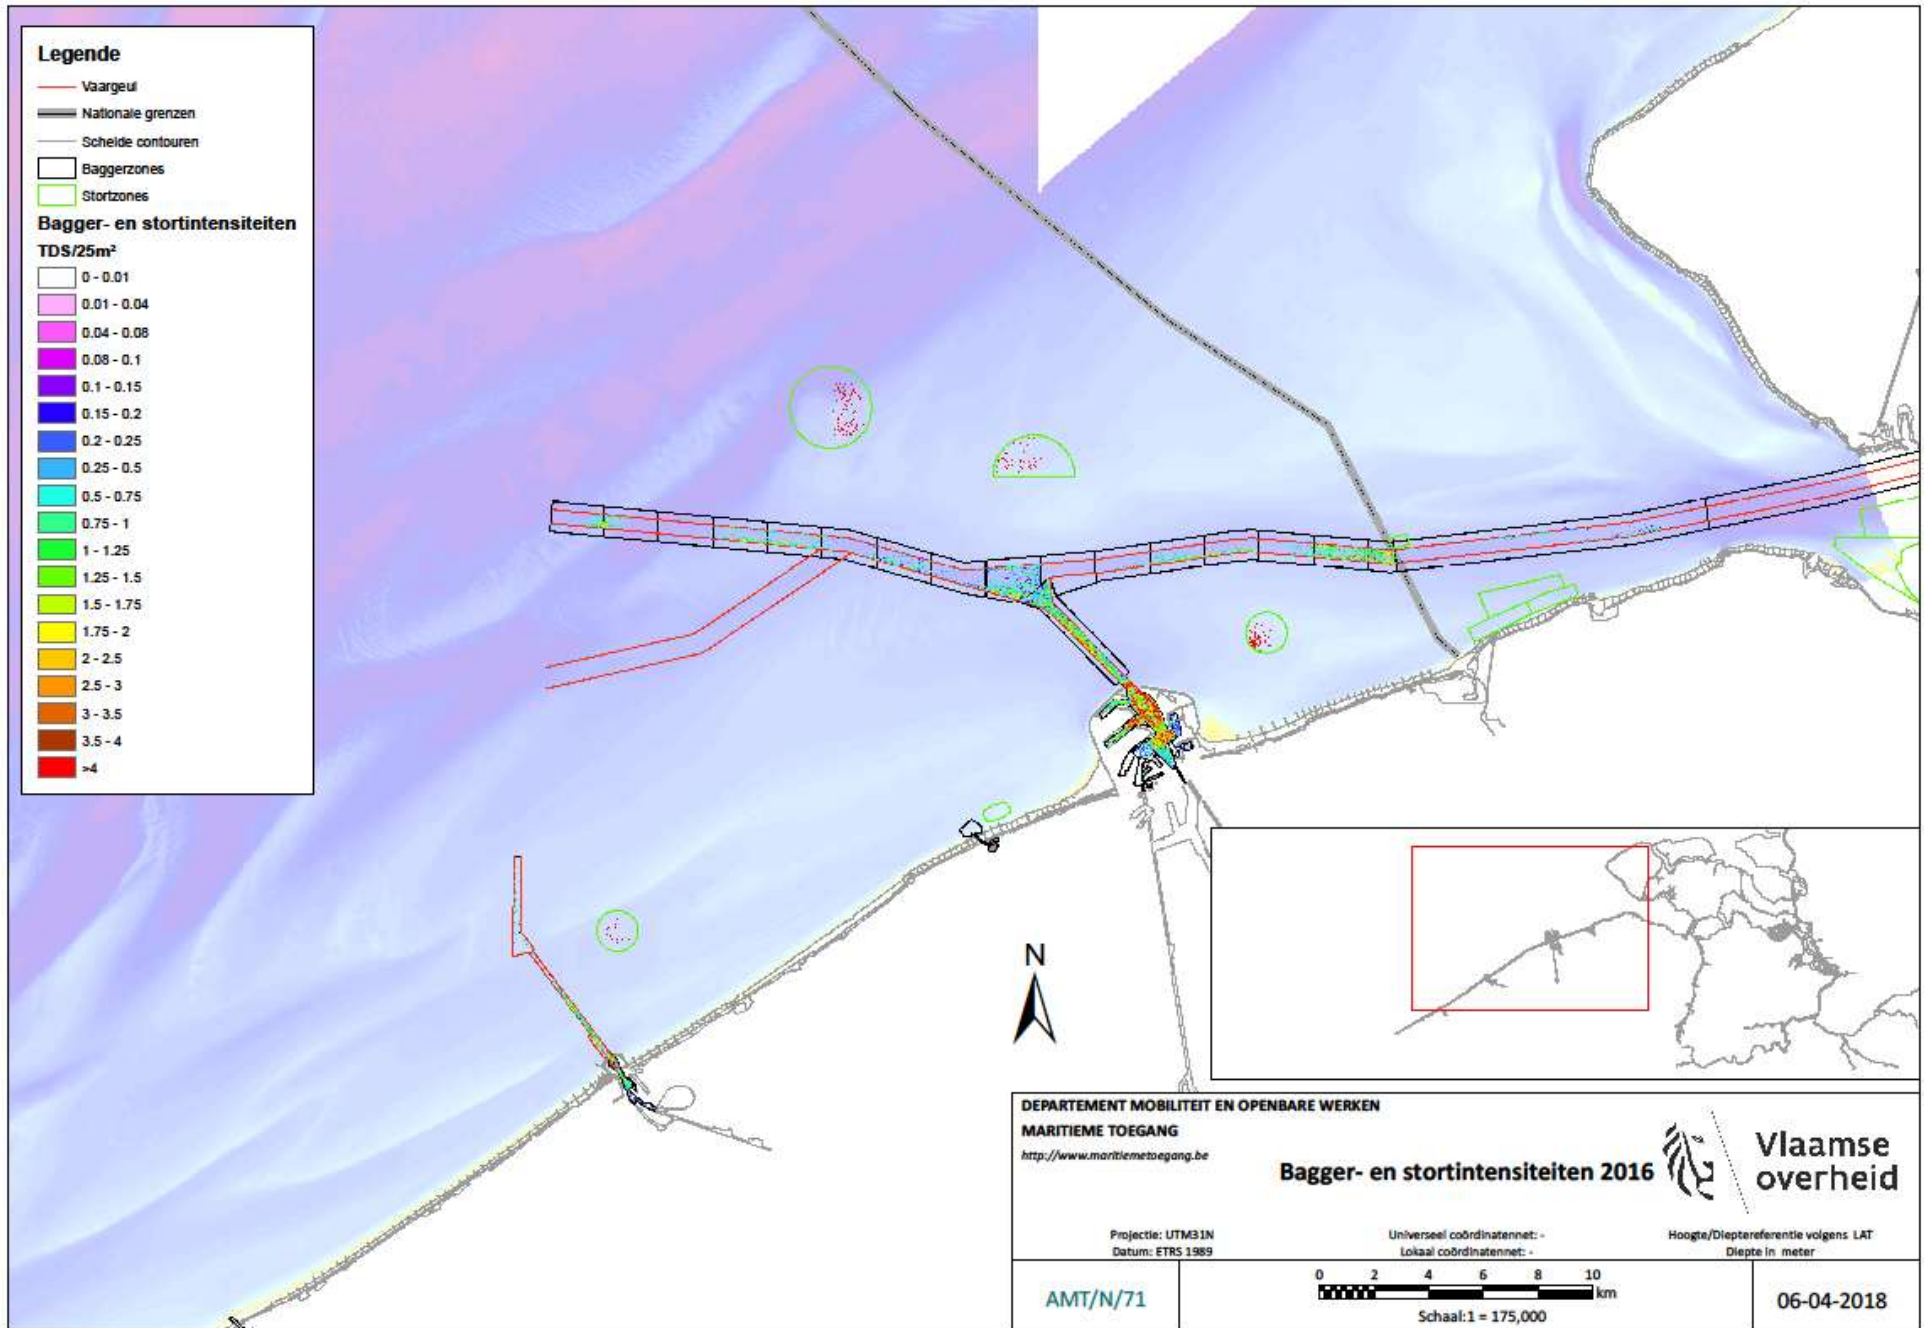 Legende
Vaargeul
Nationale grenzen
Schelde contouren
Baggerzones
Stortzones
Bagger- en stortintensiteiten
TDS/25m²
0 - 0.01
0.01 - 0.04
0.04 - 0.08
0.08 - 0.1
0.1 - 0.15
0.15 - 0.2
0.2 - 0.25
0.25 - 0.5
0.5 - 0.75
0.75 - 1
1 - 1.25
1.25 - 1.5
1.5 - 1.75
1.75 - 2
2 - 2.5
2.5 - 3
3 - 3.5
3.5 - 4
>4
N
DEPARTEMENT MOBILITEIT EN OPENBARE WERKEN
MARITIEME TOEGANG
http://www.maritiemetoegang.be
Bagger- en stortintensiteiten 2016
Vlaamse
overheid
Projectie: UTM31N
Datum: ETRS 1989
Universeel coördinatennet: -
Lokaal coördinatennet: -
Hoogte/Dieptereferentie volgens LAT
Diepte in meter
AMT/N/71
0 2 4 6 8 10
km
Schaal:1 = 175,000
06-04-2018